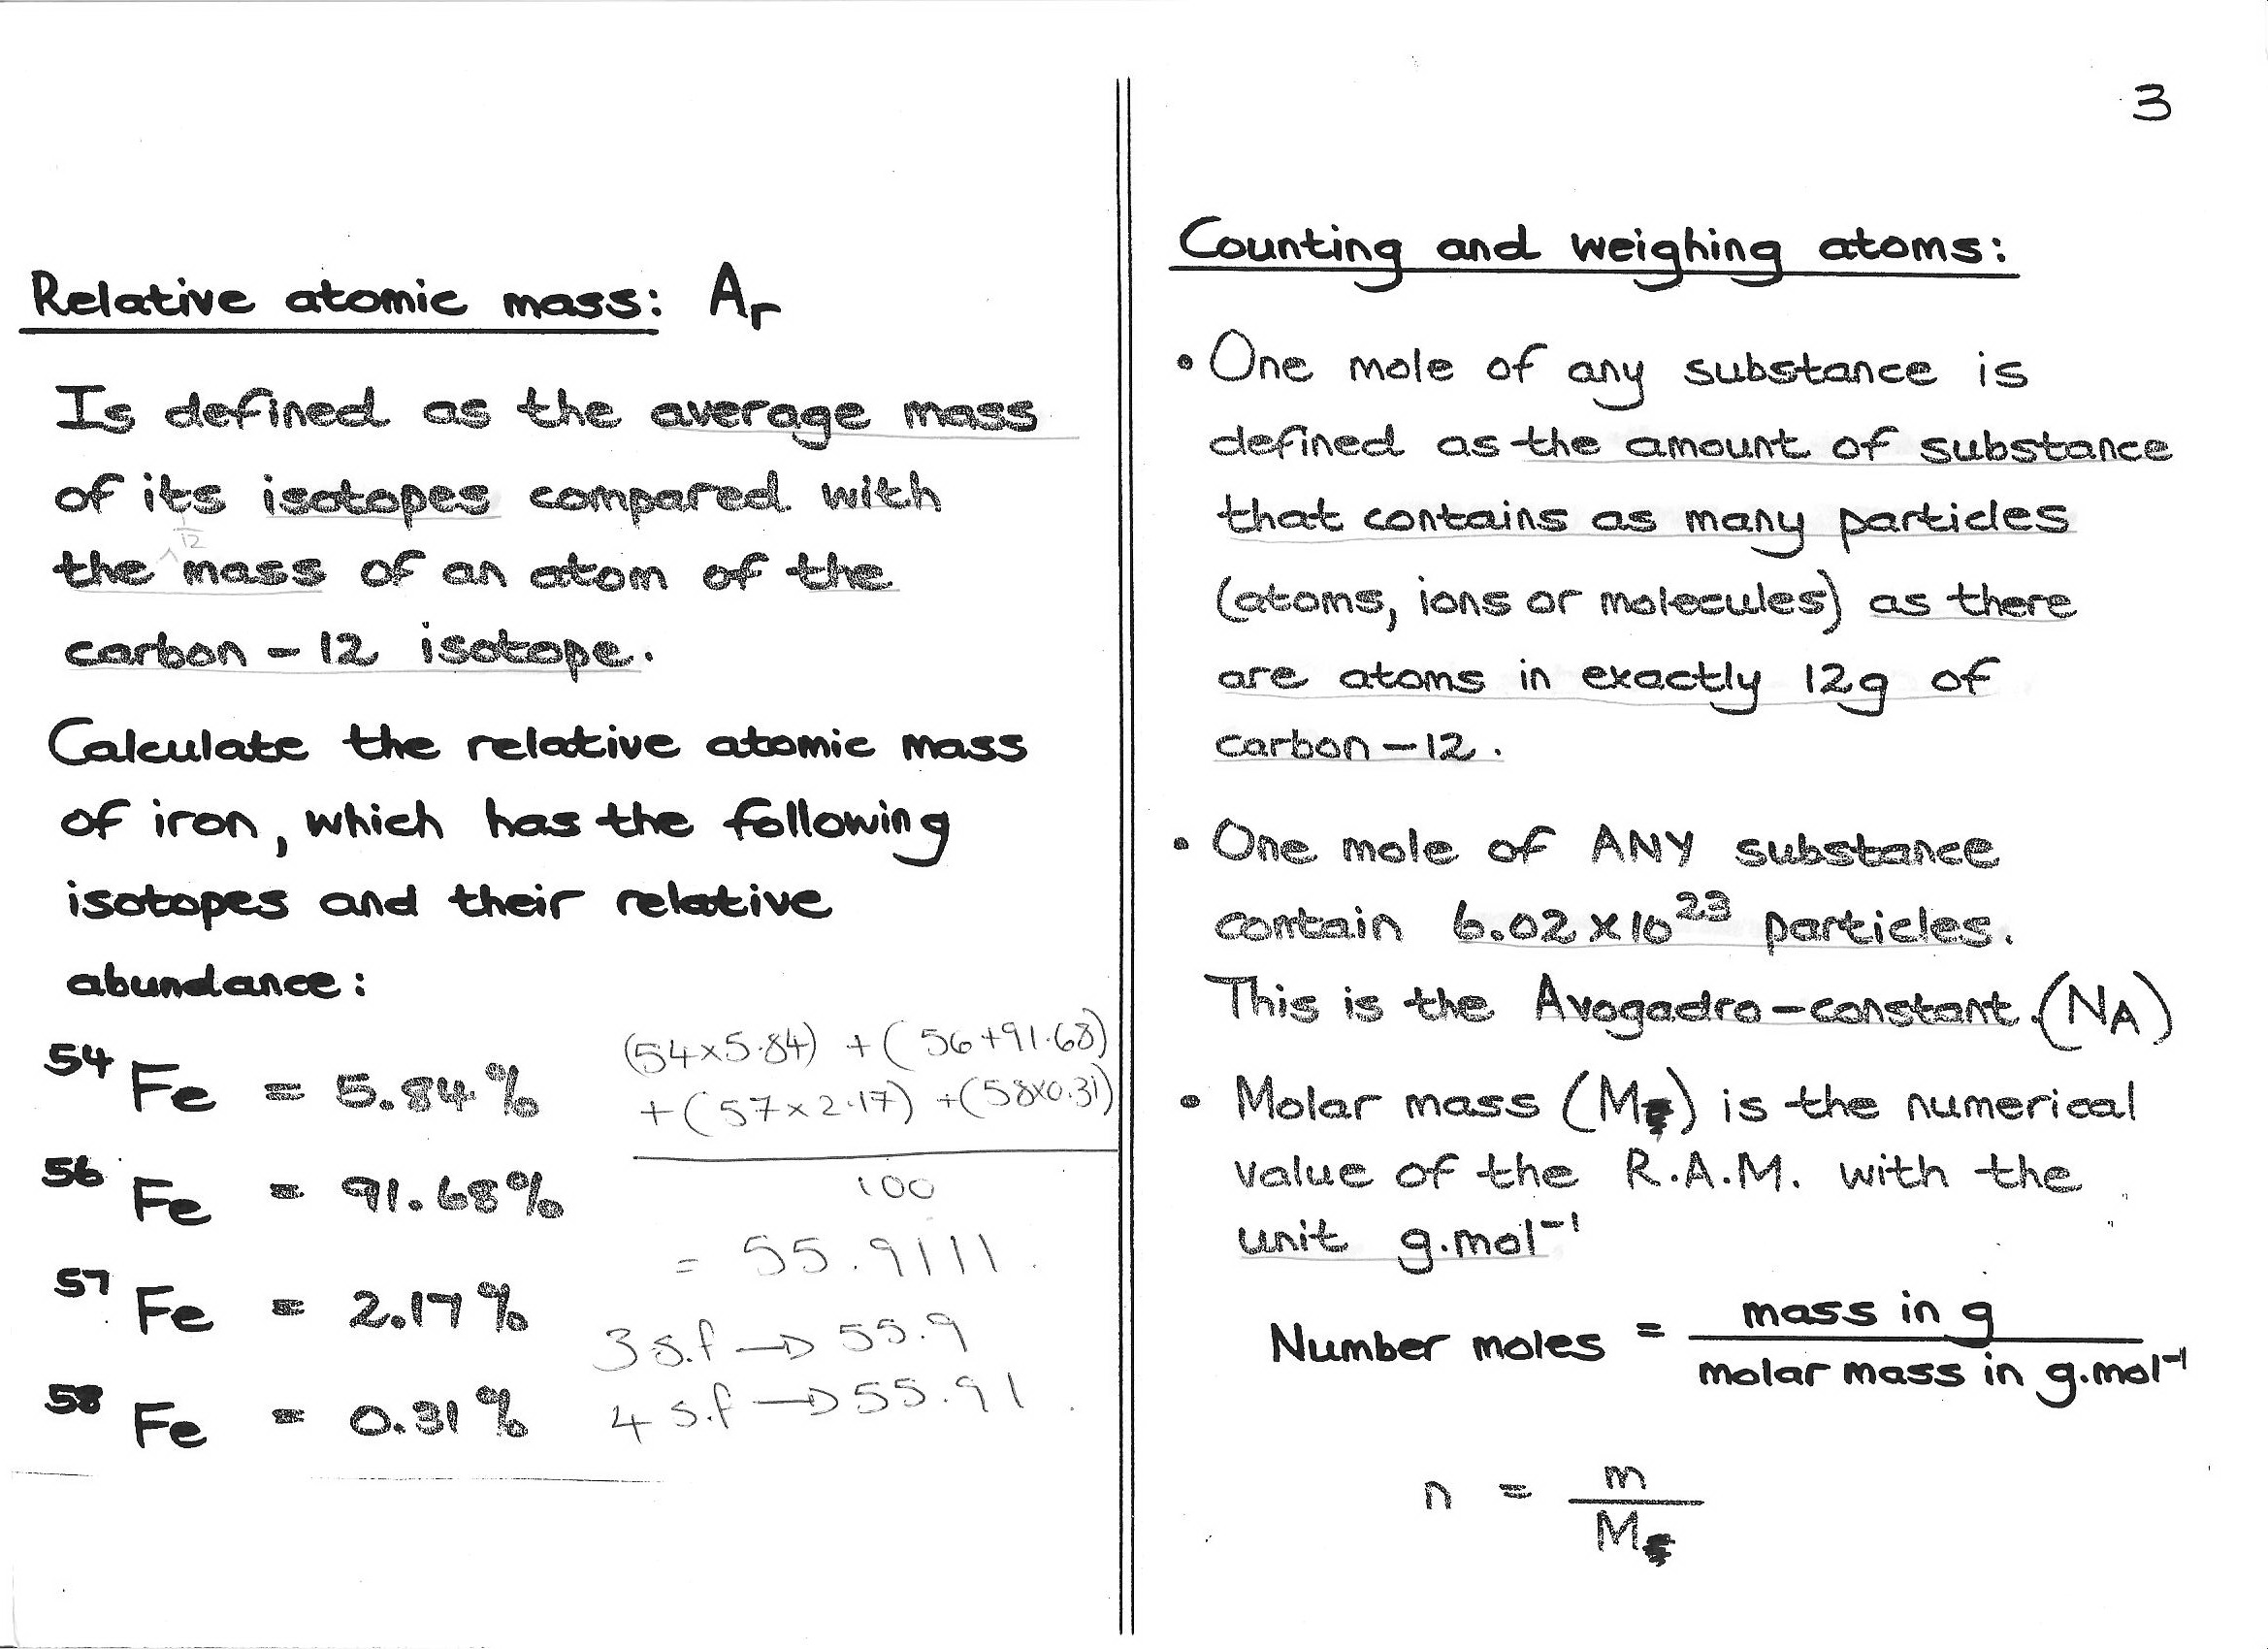 3
Relative atomic mass: Ar
Is defined as the average mass
of its isotopes compared with
1/12
the ^ mass of an atom of the
carbon - 12 isotope.
Calculate the relative atomic mass
of iron, which has the following
isotopes and their relative
abundance:
54Fe = 5.84%
56Fe = 91.68%
57Fe = 2.17%
58Fe = 0.31%
(54×5.84) + (56+91.68)
+(57×2.17) +(58×0.31)
100
= 55.9111.
3 s.f → 55.9
4 s.f → 55.91.
Counting and weighing atoms:
• One mole of any substance is
defined as the amount of substance
that contains as many particles
(atoms, ions or molecules) as there
are atoms in exactly 12g of
carbon - 12.
• One mole of ANY substance
contain 6.02 × 10²³ particles.
This is the Avogadro-constant.(NA)
• Molar mass (M) is the numerical
value of the R.A.M. with the
unit g.mol⁻¹
Number moles = mass in g
molar mass in g.mol⁻¹
n = m
M